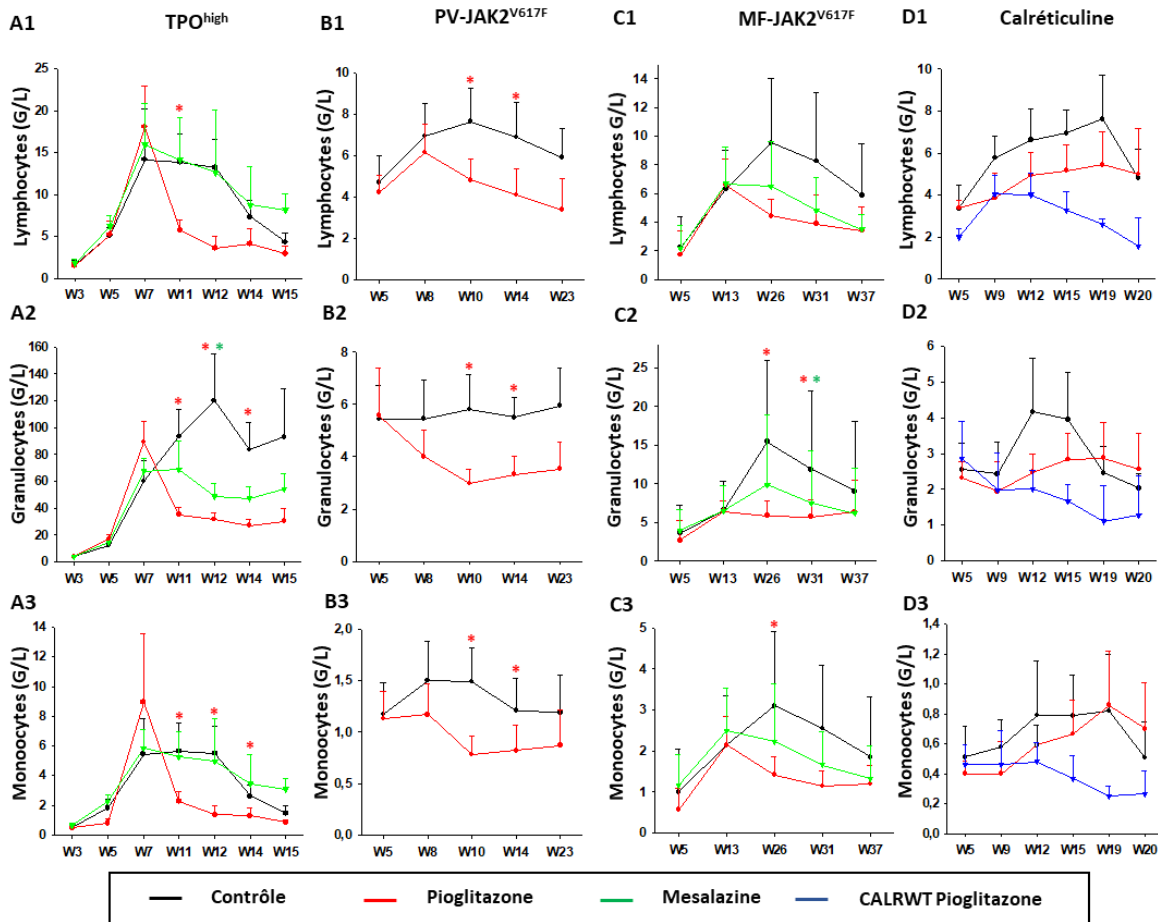 A1 TPO^high B1 PV-JAK2^V617F C1 MF-JAK2^V617F D1 Calréticuline
Lymphocytes (G/L)
25
20
15
10
5
0
W3 W5 W7 W11 W12 W14 W15
*
Lymphocytes (G/L)
10
8
6
4
2
0
W5 W8 W10 W14 W23
* *
Lymphocytes (G/L)
14
12
10
8
6
4
2
0
W5 W13 W26 W31 W37
Lymphocytes (G/L)
10
8
6
4
2
0
W5 W9 W12 W15 W19 W20
A2 B2 C2 D2
Granulocytes (G/L)
160
140
120
100
80
60
40
20
0
W3 W5 W7 W11 W12 W14 W15
* * * *
Granulocytes (G/L)
8
6
4
2
0
W5 W8 W10 W14 W23
* *
Granulocytes (G/L)
25
20
15
10
5
0
W5 W13 W26 W31 W37
* * *
Granulocytes (G/L)
6
5
4
3
2
1
0
W5 W9 W12 W15 W19 W20
A3 B3 C3 D3
Monoocytes (G/L)
14
12
10
8
6
4
2
0
W3 W5 W7 W11 W12 W14 W15
* * *
Monoocytes (G/L)
2,0
1,5
1,0
0,5
0,0
W5 W8 W10 W14 W23
* *
Monoocytes (G/L)
5
4
3
2
1
0
W5 W13 W26 W31 W37
*
Monoocytes (G/L)
1,4
1,2
1,0
0,8
0,6
0,4
0,2
0,0
W5 W9 W12 W15 W19 W20
Contrôle Pioglitazone Mesalazine CALRWT Pioglitazone